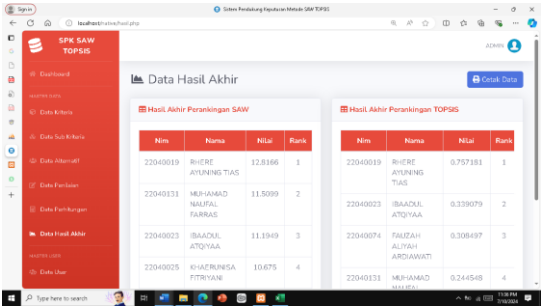 Sign in
Sistem Pendukung Keputusan Metode SAW TOPSIS
localhost/native/hasil.php
SPK SAW
TOPSIS
ADMIN
Dashboard
MASTER DATA
Data Kriteria
Data Sub Kriteria
Data Alternatif
Data Penilaian
Data Perhitungan
Data Hasil Akhir
MASTER USER
Data User
Data Hasil Akhir
Cetak Data
Hasil Akhir Perankingan SAW
Nim Nama Nilai Rank
22040019 RHERE AYUNING TIAS 12.8166 1
22040131 MUHAMAD NAUFAL FARRAS 11.5099 2
22040023 IBAADUL ATQIYAA 11.1949 3
22040025 KHAERUNISA FITRIYANI 10.675 4
Hasil Akhir Perankingan TOPSIS
Nim Nama Nilai Rank
22040019 RHERE AYUNING TIAS 0.757181 1
22040023 IBAADUL ATQIYAA 0.339079 2
22040074 FAUZAH ALIYAH ARDIAWATI 0.308497 3
22040131 MUHAMAD NAUFAL 0.244548 4
Type here to search